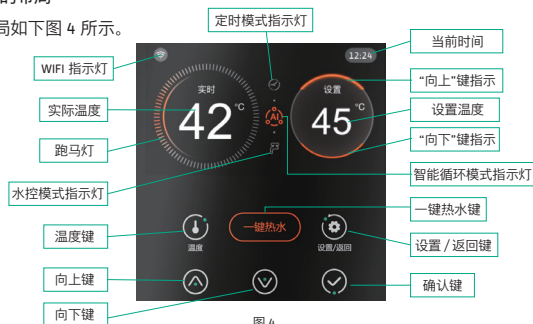 的布局
局如下图 4 所示。
定时模式指示灯
当前时间
WIFI 指示灯
12:24
“向上”键指示
实际温度
实时
42
℃
设置
45
℃
设置温度
AI
跑马灯
“向下”键指示
智能循环模式指示灯
水控模式指示灯
一键热水键
温度键
温度
一键热水
设置/返回
设置 / 返回键
向上键
确认键
向下键
图 4